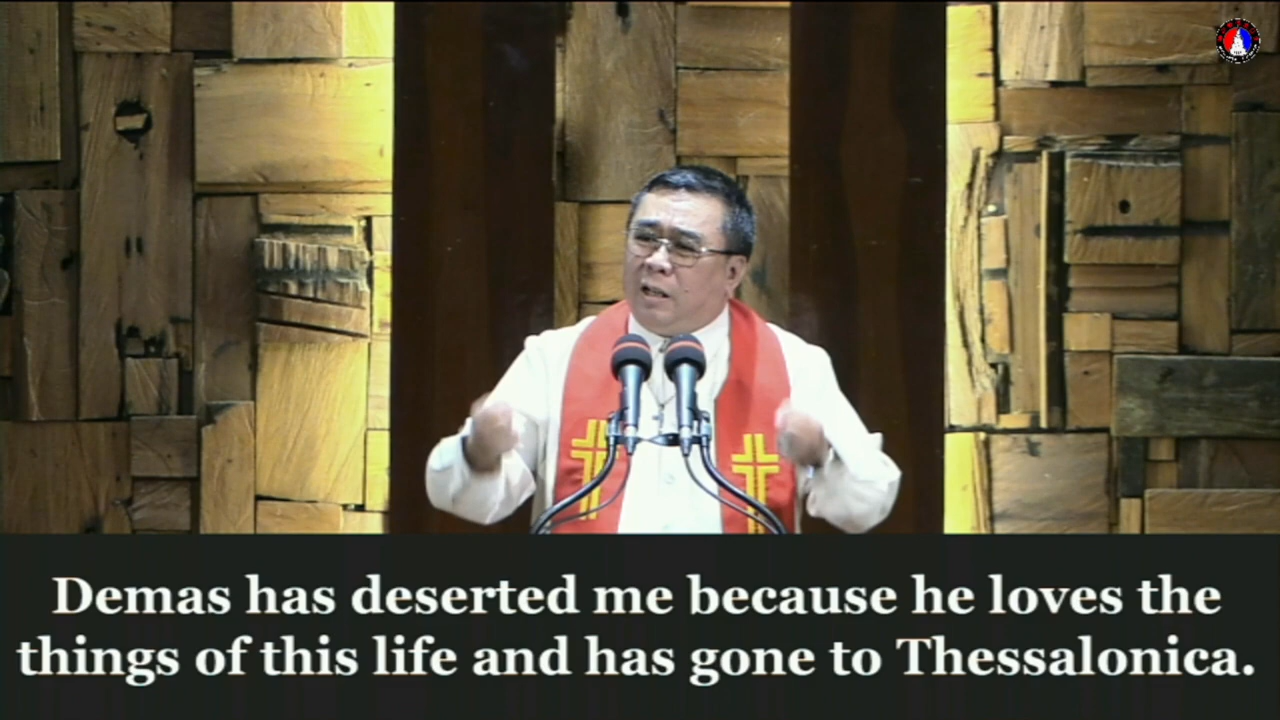 Demas has deserted me because he loves the
things of this life and has gone to Thessalonica.